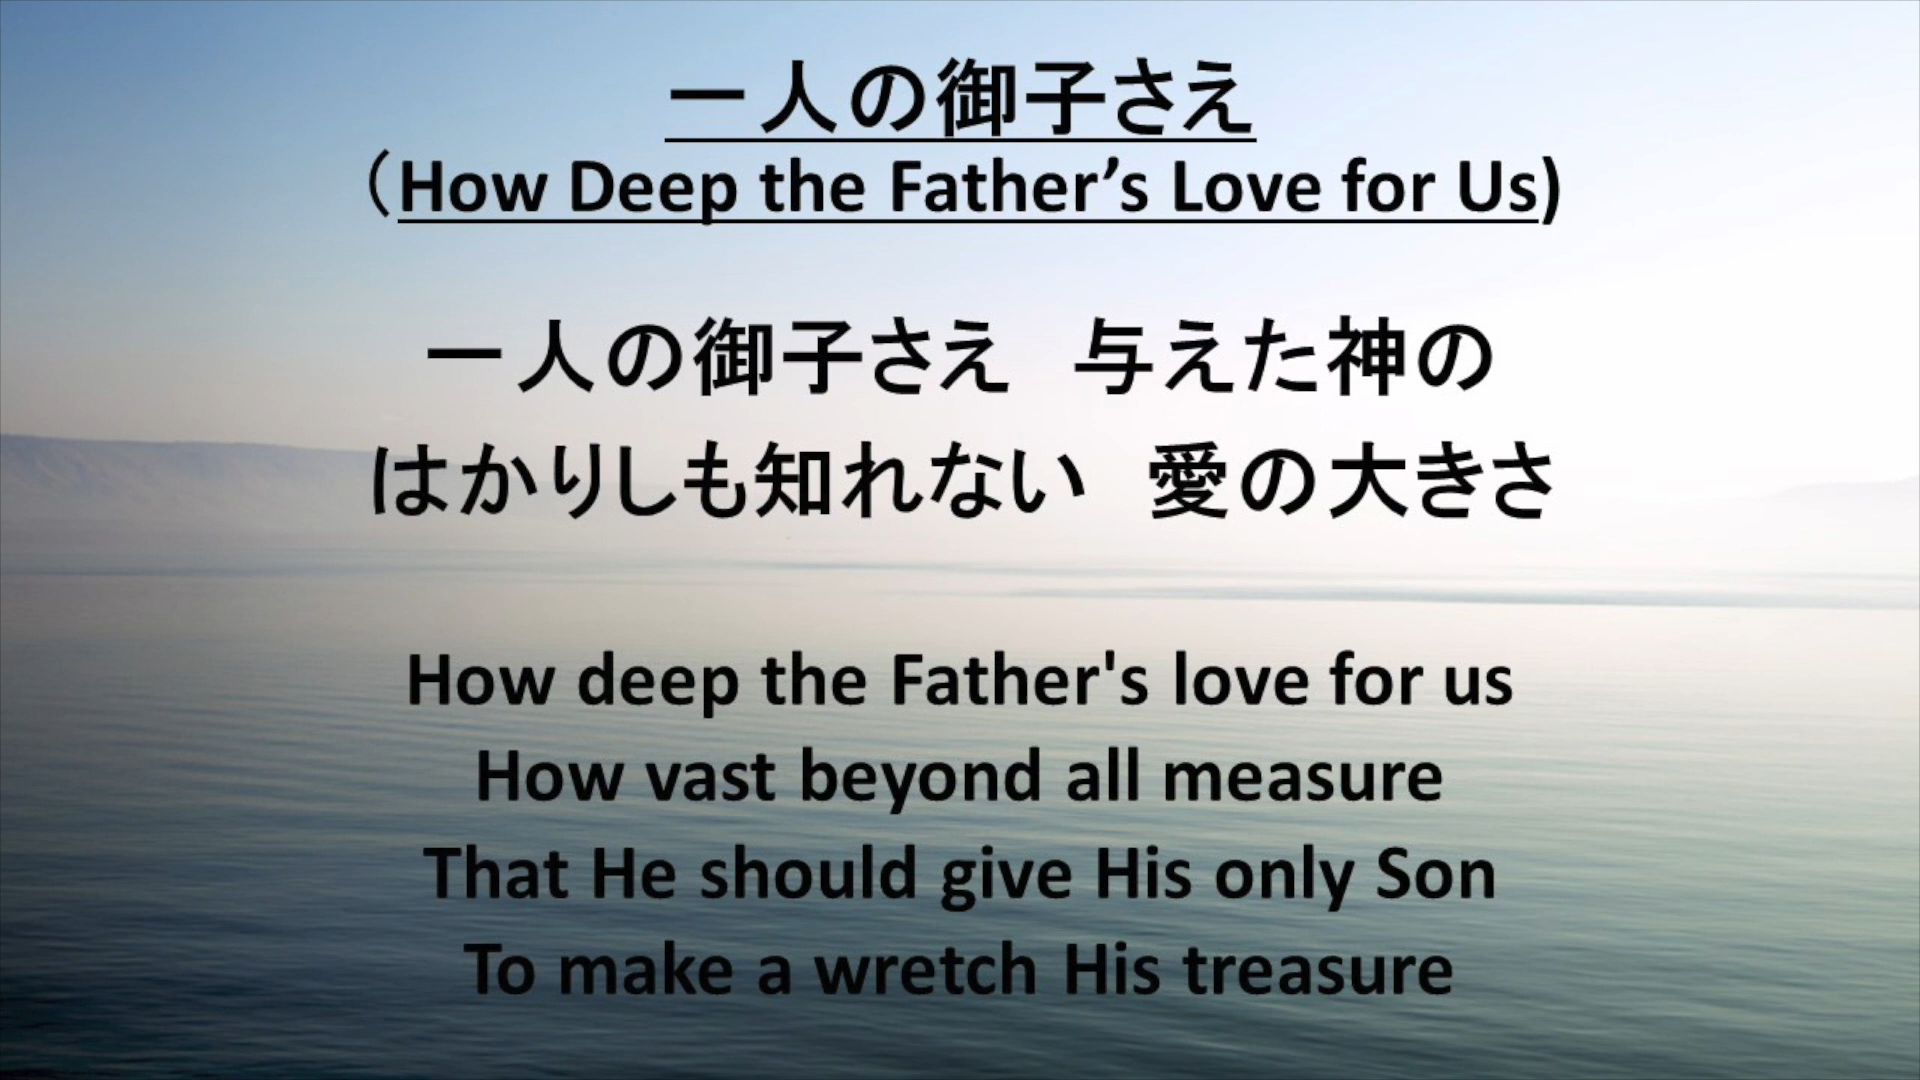 一人の御子さえ
（How Deep the Father’s Love for Us)
一人の御子さえ　与えた神の
はかりしも知れない　愛の大きさ
How deep the Father's love for us
How vast beyond all measure
That He should give His only Son
To make a wretch His treasure